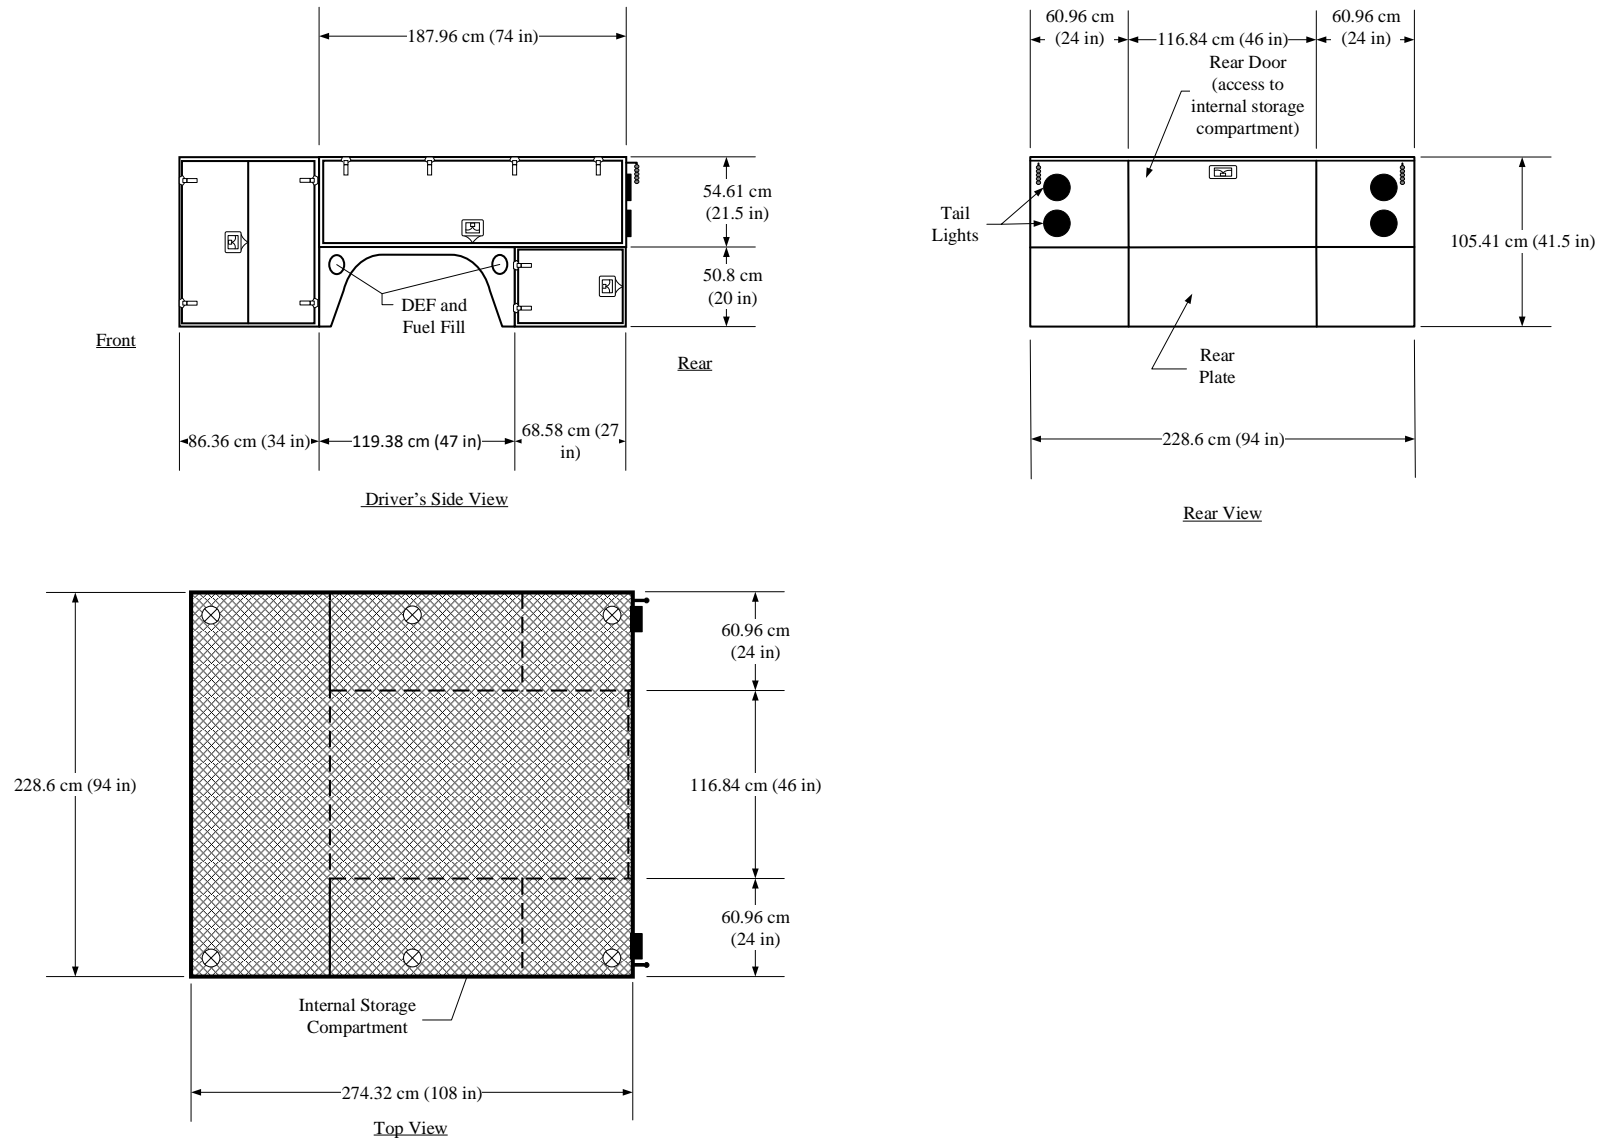 187.96 cm (74 in)
54.61 cm
(21.5 in)
50.8 cm
(20 in)
DEF and
Fuel Fill
Front
Rear
86.36 cm (34 in)
119.38 cm (47 in)
68.58 cm (27
in)
Driver's Side View
60.96 cm
(24 in)
116.84 cm (46 in)
60.96 cm
(24 in)
Rear Door
(access to
internal storage
compartment)
Tail
Lights
105.41 cm (41.5 in)
Rear
Plate
228.6 cm (94 in)
Rear View
60.96 cm
(24 in)
228.6 cm (94 in)
116.84 cm (46 in)
60.96 cm
(24 in)
Internal Storage
Compartment
274.32 cm (108 in)
Top View